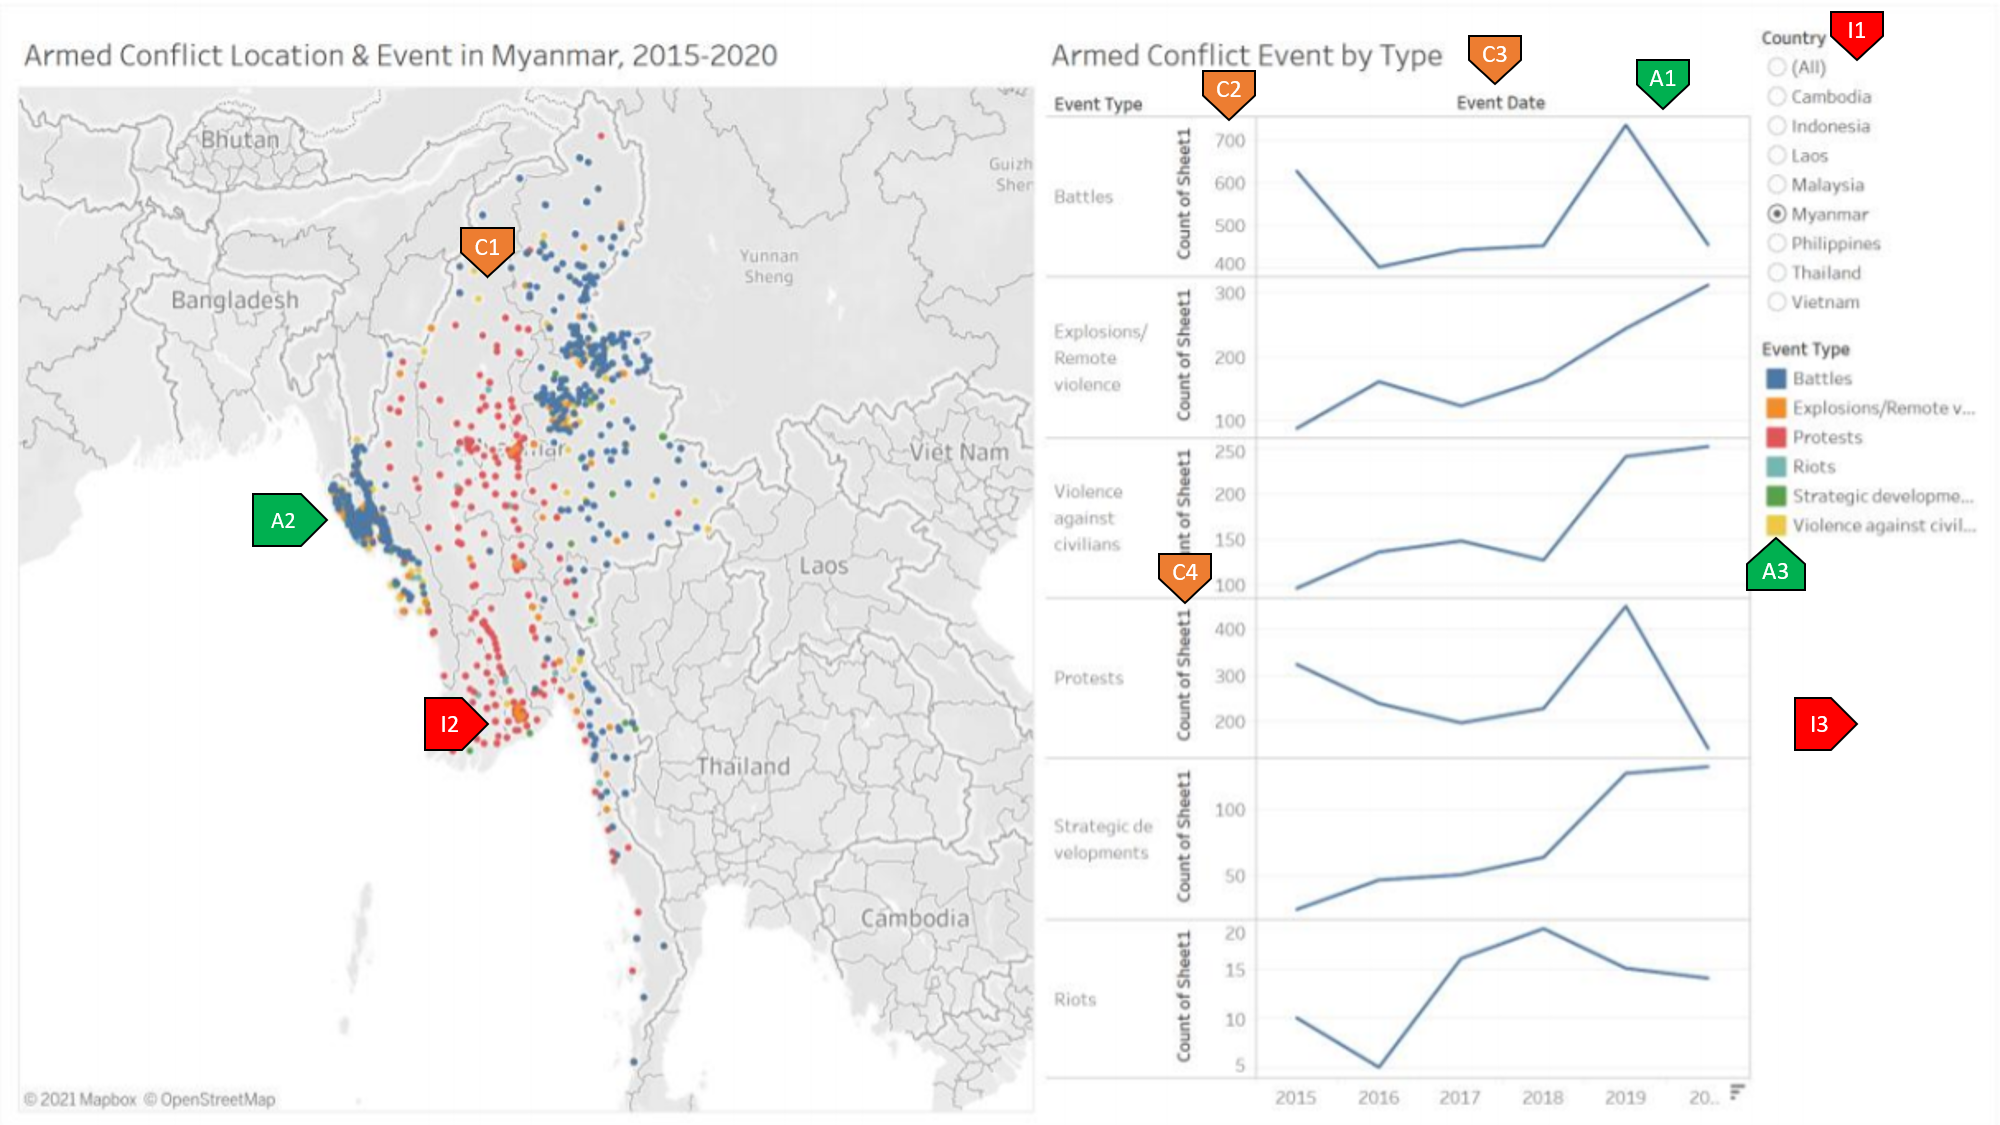 Armed Conflict Location & Event in Myanmar, 2015-2020
Bhutan
Guizh
Shen
Yunnan
Sheng
C1
Bangladesh
Viet Nam
A2
Laos
I2
Thailand
Cambodia
© 2021 Mapbox © OpenStreetMap
Armed Conflict Event by Type
C3
C2
A1
Event Type
Event Date
Battles
Count of Sheet1
700
600
500
400
Explosions/
Remote
violence
Count of Sheet1
300
200
100
Violence
against
civilians
nt of Sheet1
250
200
150
100
C4
Protests
Count of Sheet1
400
300
200
Strategic de
velopments
Count of Sheet1
100
50
Riots
Count of Sheet1
20
15
10
5
2015 2016 2017 2018 2019 20..
Country
I1
(All)
Cambodia
Indonesia
Laos
Malaysia
Myanmar
Philippines
Thailand
Vietnam
Event Type
Battles
Explosions/Remote v...
Protests
Riots
Strategic developme...
Violence against civil...
A3
I3